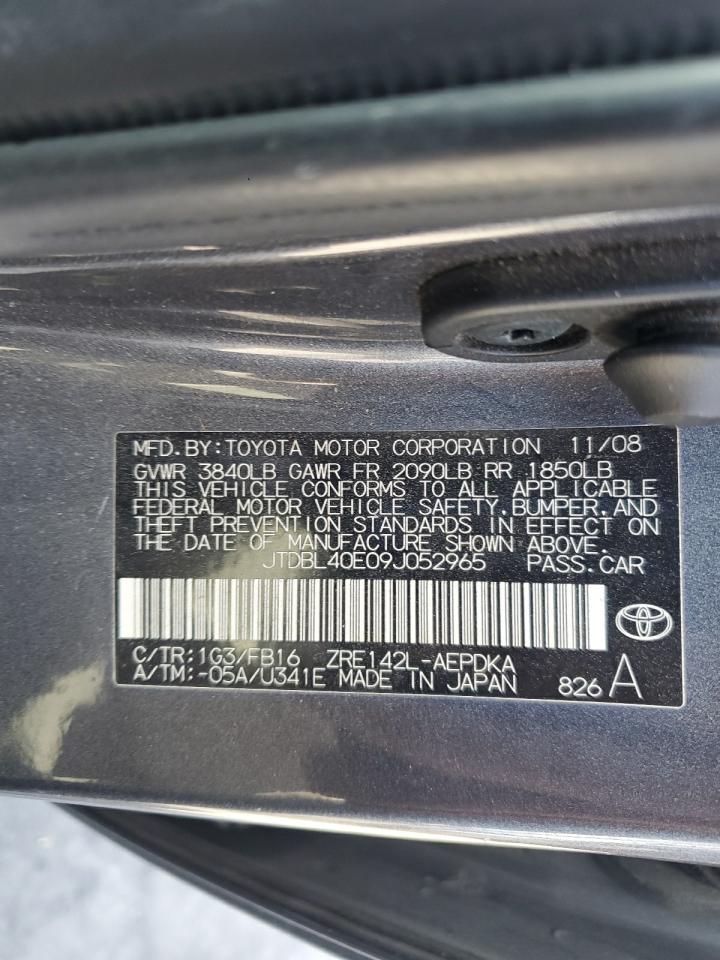 MFD.BY:TOYOTA MOTOR CORPORATION 11/08
GVWR 3840LB GAWR FR 2090LB RR 1850LB
THIS VEHICLE CONFORMS TO ALL APPLICABLE
FEDERAL MOTOR VEHICLE SAFETY.BUMPER.AND
THEFT PREVENTION STANDARDS IN EFFECT ON
THE DATE OF MANUFACTURE SHOWN ABOVE.
JTDBL40E09J052965 PASS.CAR
C/TR:1G3/FB16 ZRE142L-AEPDKA
A/TM:-05A/U341E MADE IN JAPAN 826 A